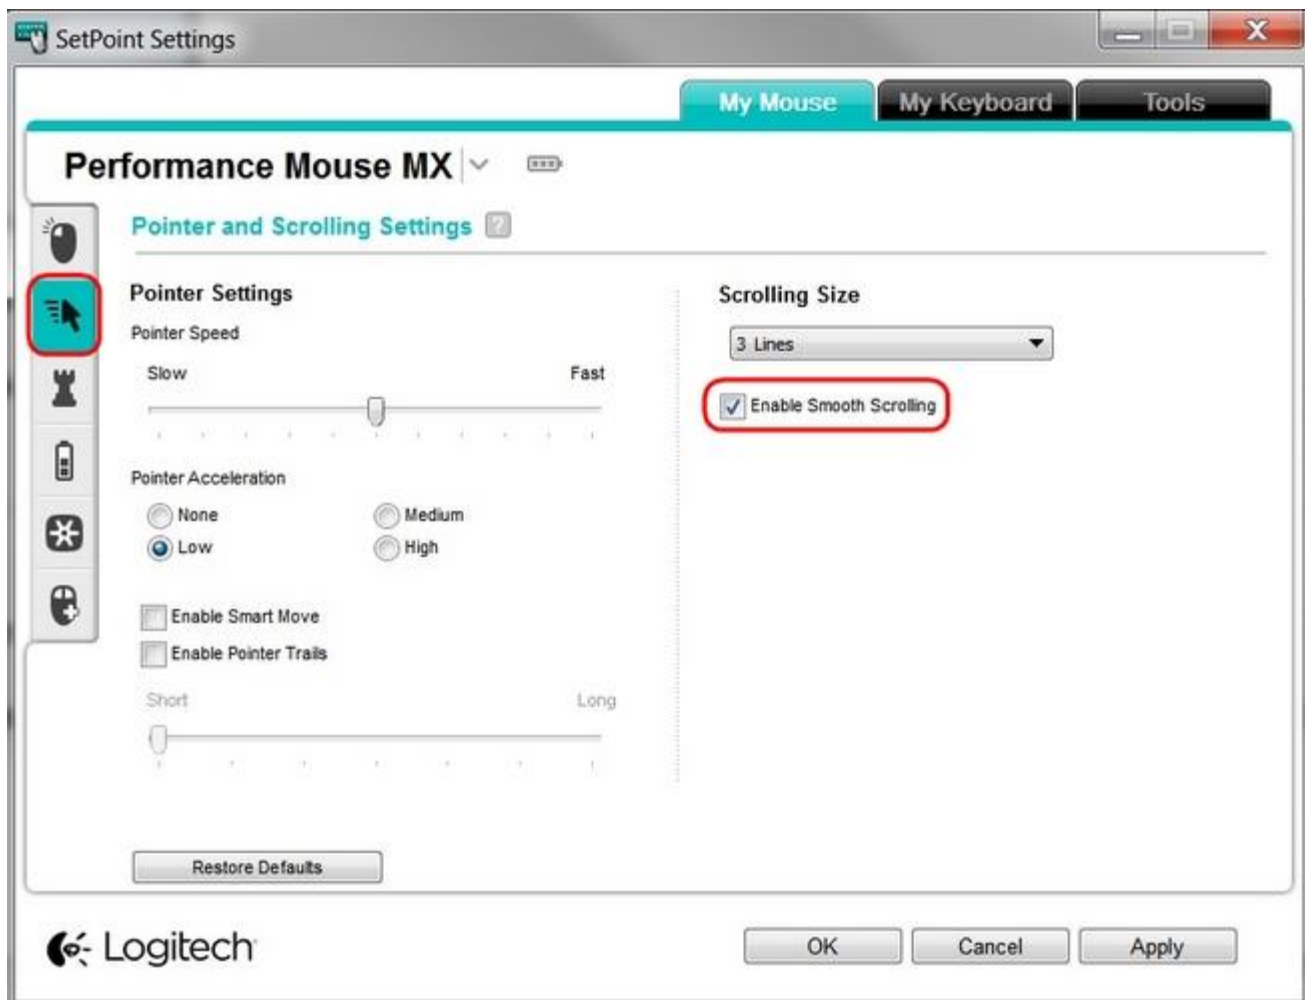 SetPoint Settings
My Mouse
My Keyboard
Tools
Performance Mouse MX
Pointer and Scrolling Settings ?
Pointer Settings
Pointer Speed
Slow
Fast
Pointer Acceleration
None
Medium
Low
High
Enable Smart Move
Enable Pointer Trails
Short
Long
Restore Defaults
Scrolling Size
3 Lines
Enable Smooth Scrolling
Logitech
OK
Cancel
Apply